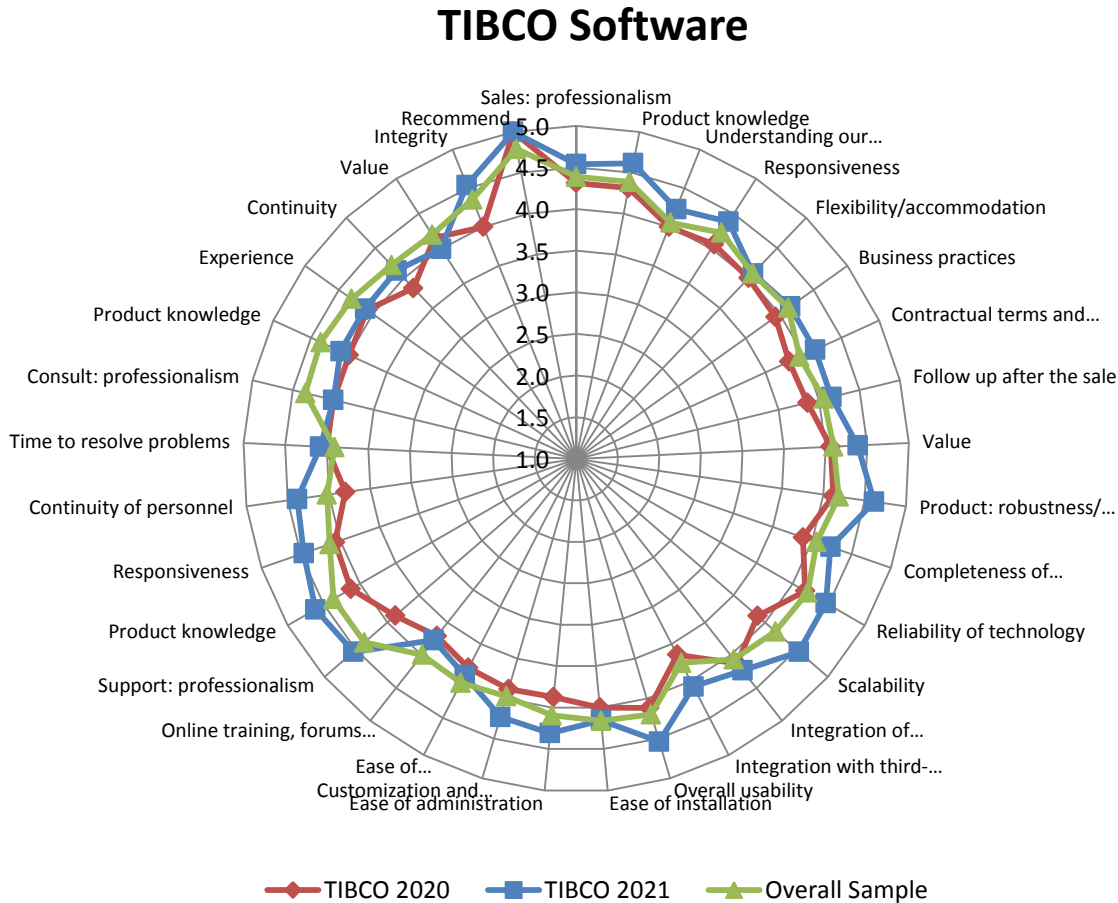 TIBCO Software
Sales: professionalism
Product knowledge
Understanding our...
Responsiveness
Flexibility/accommodation
Business practices
Contractual terms and...
Follow up after the sale
Value
Product: robustness/...
Completeness of...
Reliability of technology
Scalability
Integration of...
Integration with third-...
Overall usability
Ease of installation
Ease of administration
Customization and...
Ease of...
Online training, forums...
Support: professionalism
Product knowledge
Responsiveness
Continuity of personnel
Time to resolve problems
Consult: professionalism
Product knowledge
Experience
Continuity
Value
Integrity
Recommend
5.0
4.5
4.0
3.5
3.0
2.5
2.0
1.5
1.0
TIBCO 2020
TIBCO 2021
Overall Sample